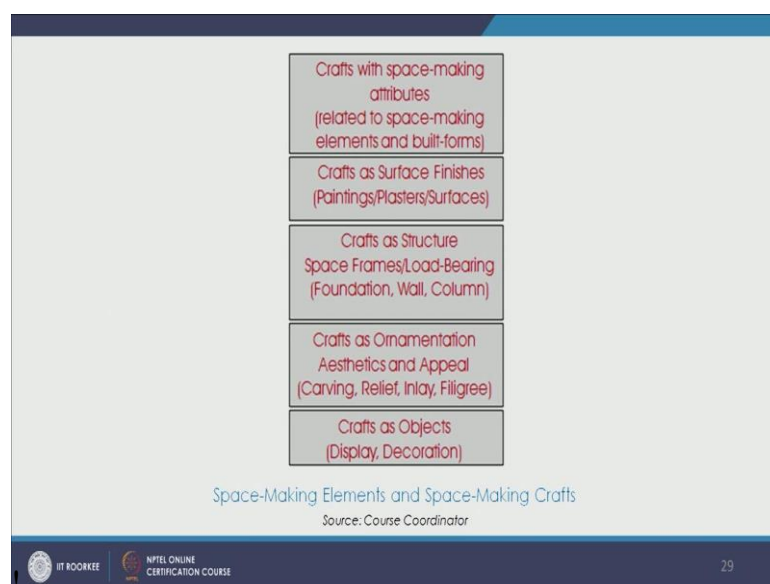 Crafts with space-making
attributes
(related to space-making
elements and built-forms)
Crafts as Surface Finishes
(Paintings/Plasters/Surfaces)
Crafts as Structure
Space Frames/Load-Bearing
(Foundation, Wall, Column)
Crafts as Ornamentation
Aesthetics and Appeal
(Carving, Relief, Inlay, Filigree)
Crafts as Objects
(Display, Decoration)
Space-Making Elements and Space-Making Crafts
Source: Course Coordinator
IIT ROORKEE
NPTEL ONLINE
CERTIFICATION COURSE
29